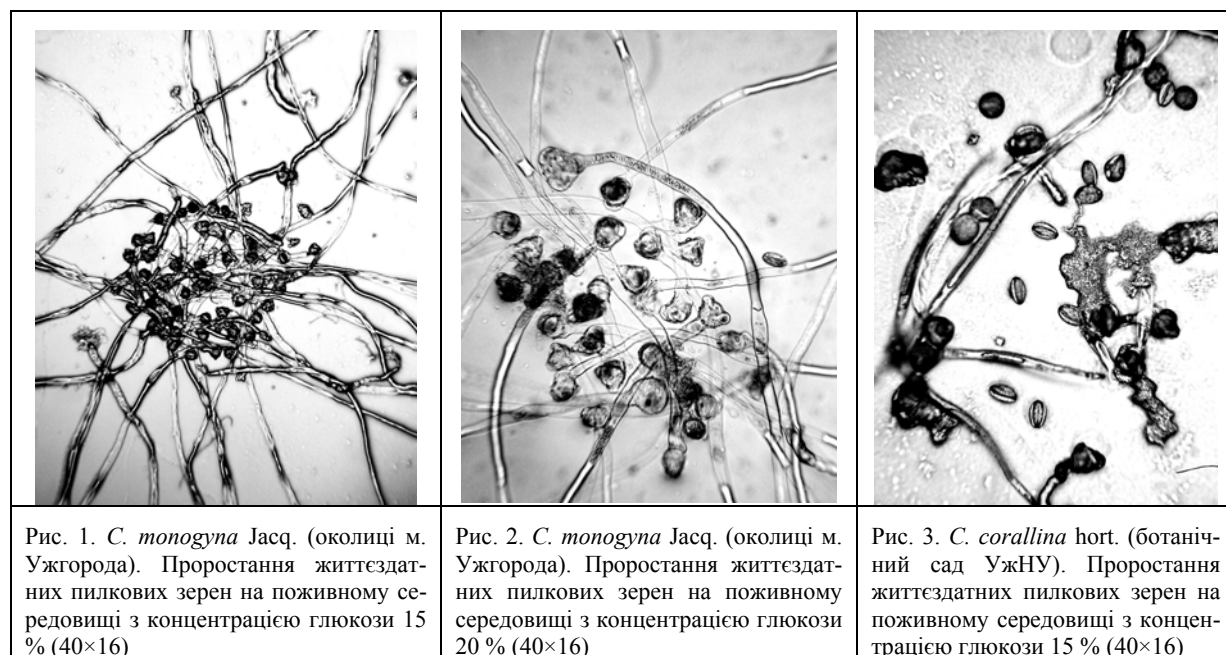 Рис. 1. C. monogyna Jacq. (околиці м.
Ужгорода). Проростання життєздат-
них пилкових зерен на поживному се-
редовищі з концентрацією глюкози 15
% (40×16)
Рис. 2. C. monogyna Jacq. (околиці м.
Ужгорода). Проростання життєздат-
них пилкових зерен на поживному
середовищі з концентрацією глюкози
20 % (40×16)
Рис. 3. C. corallina hort. (ботаніч-
ний сад УжНУ). Проростання
життєздатних пилкових зерен на
поживному середовищі з концен-
трацією глюкози 15 % (40×16)